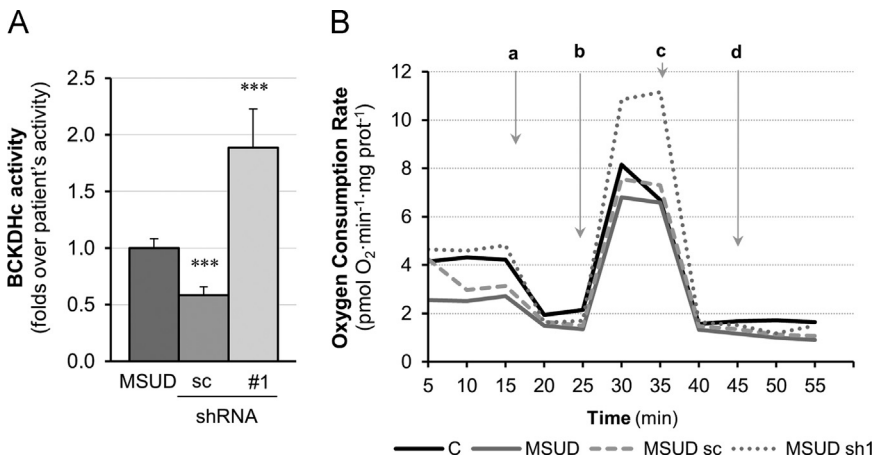 A
BCKDHc activity
(folds over patient's activity)
2.5
2.0
1.5
1.0
0.5
0.0
***
***
MSUD
sc
#1
shRNA
B
a
b
c
d
Oxygen Consumption Rate
(pmol O₂·min⁻¹·mg prot⁻¹)
12
10
8
6
4
2
0
5 10 15 20 25 30 35 40 45 50 55
Time (min)
C MSUD MSUD sc MSUD sh1